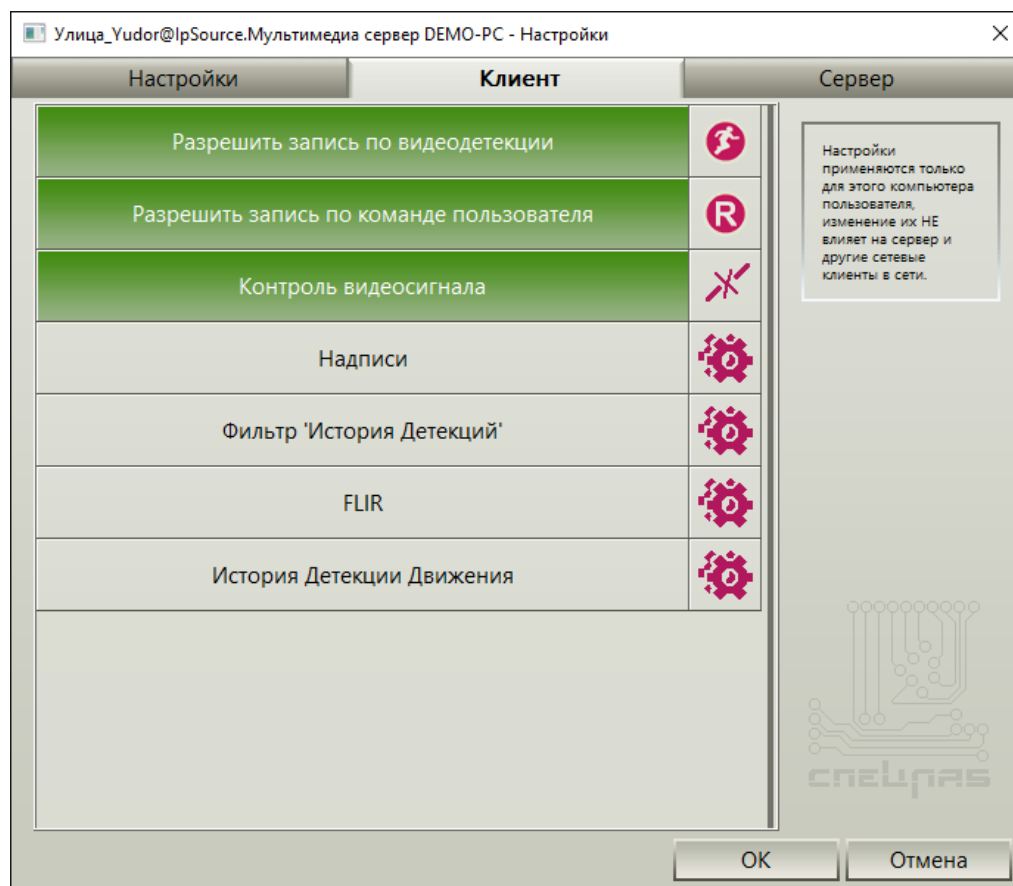 Улица_Yudor@IpSource.Мультимедиа сервер DEMO-PC - Настройки
Настройки
Клиент
Сервер
Разрешить запись по видеодетекции
Разрешить запись по команде пользователя
R
Контроль видеосигнала
Надписи
Фильтр 'История Детекций'
FLIR
История Детекции Движения
Настройки
применяются только
для этого компьютера
пользователя,
изменение их НЕ
влияет на сервер и
другие сетевые
клиенты в сети.
спецлаб
OK
Отмена